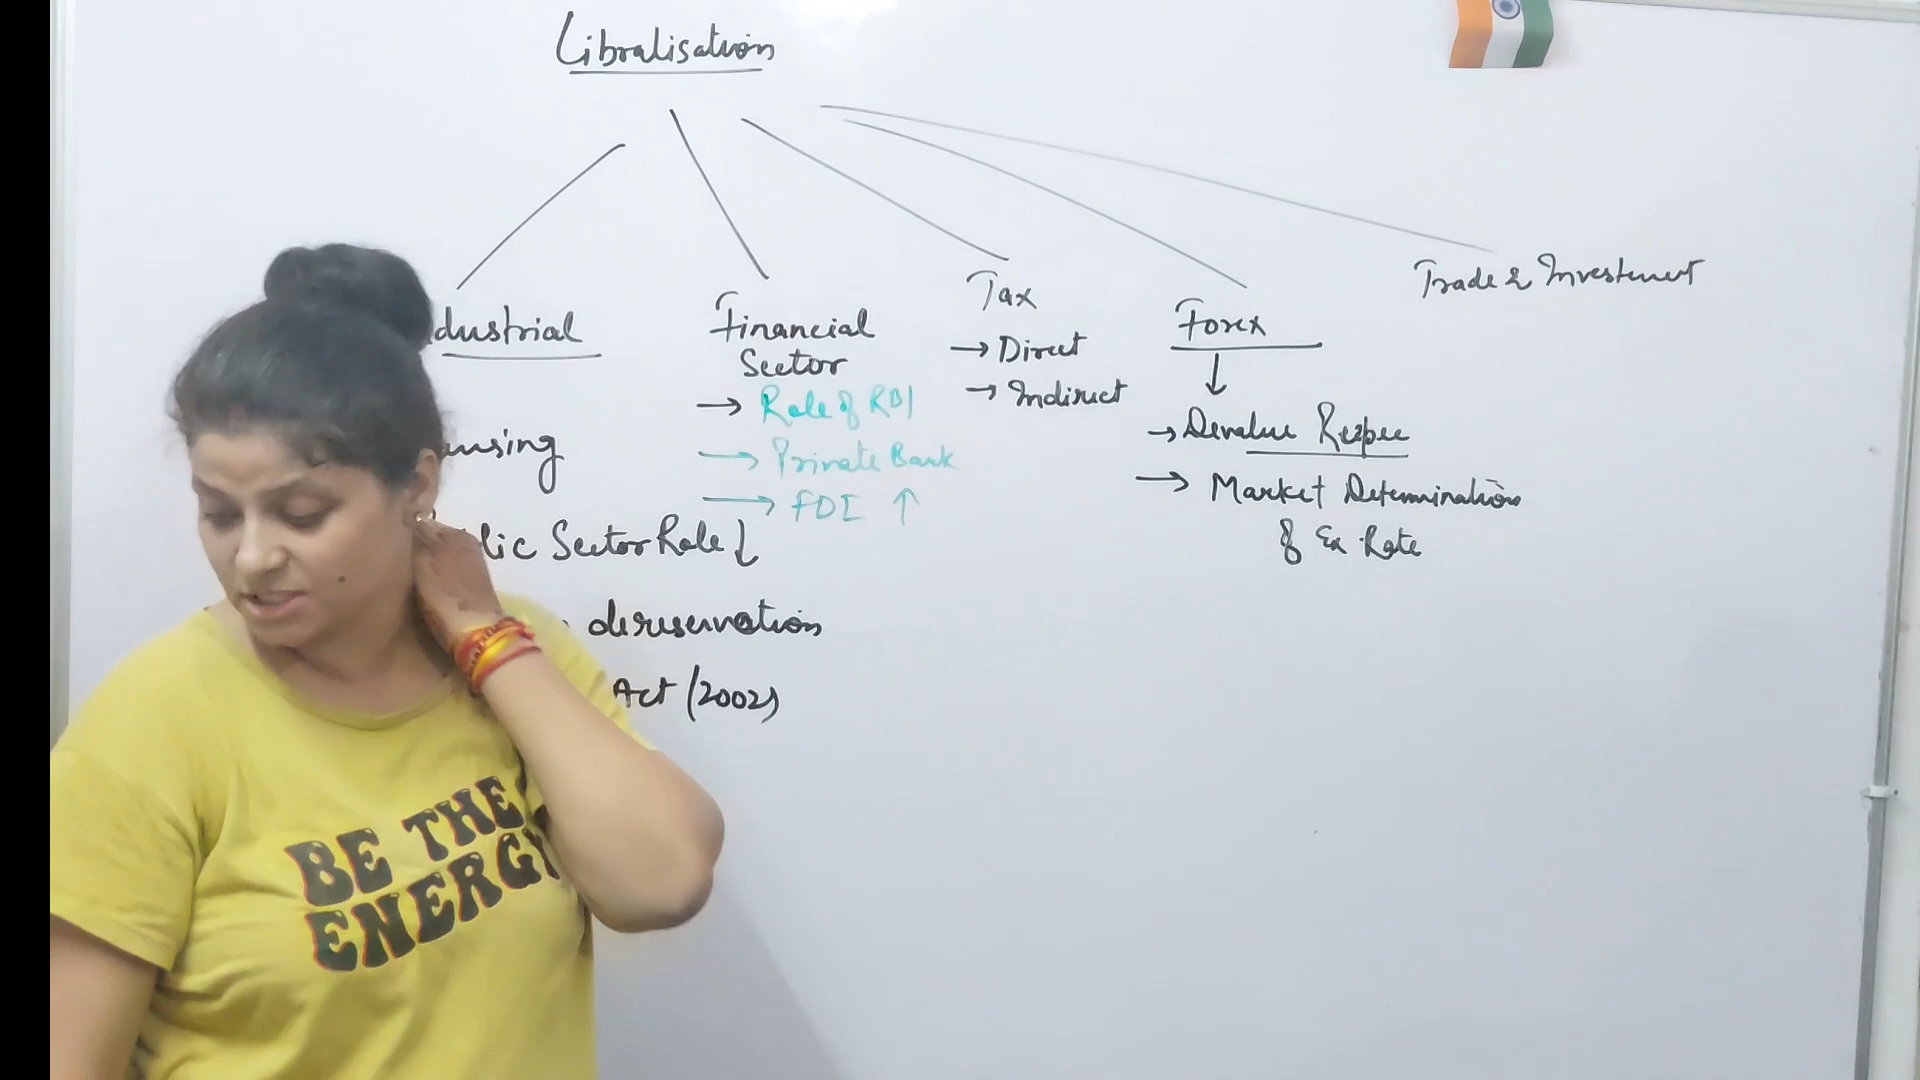 Libralisation
dustrial
Financial
Sector
→ Role of RBI
→ Private Bank
→ FDI ↑
Tax
→ Direct
→ Indirect
Forex
↓
→ Devalue Rupee
→ Market Determination
of Ex. Rate
Trade & Investment
ensing
lic Sector Role ↓
dereservation
Act (2002)
BE THE
ENERGY